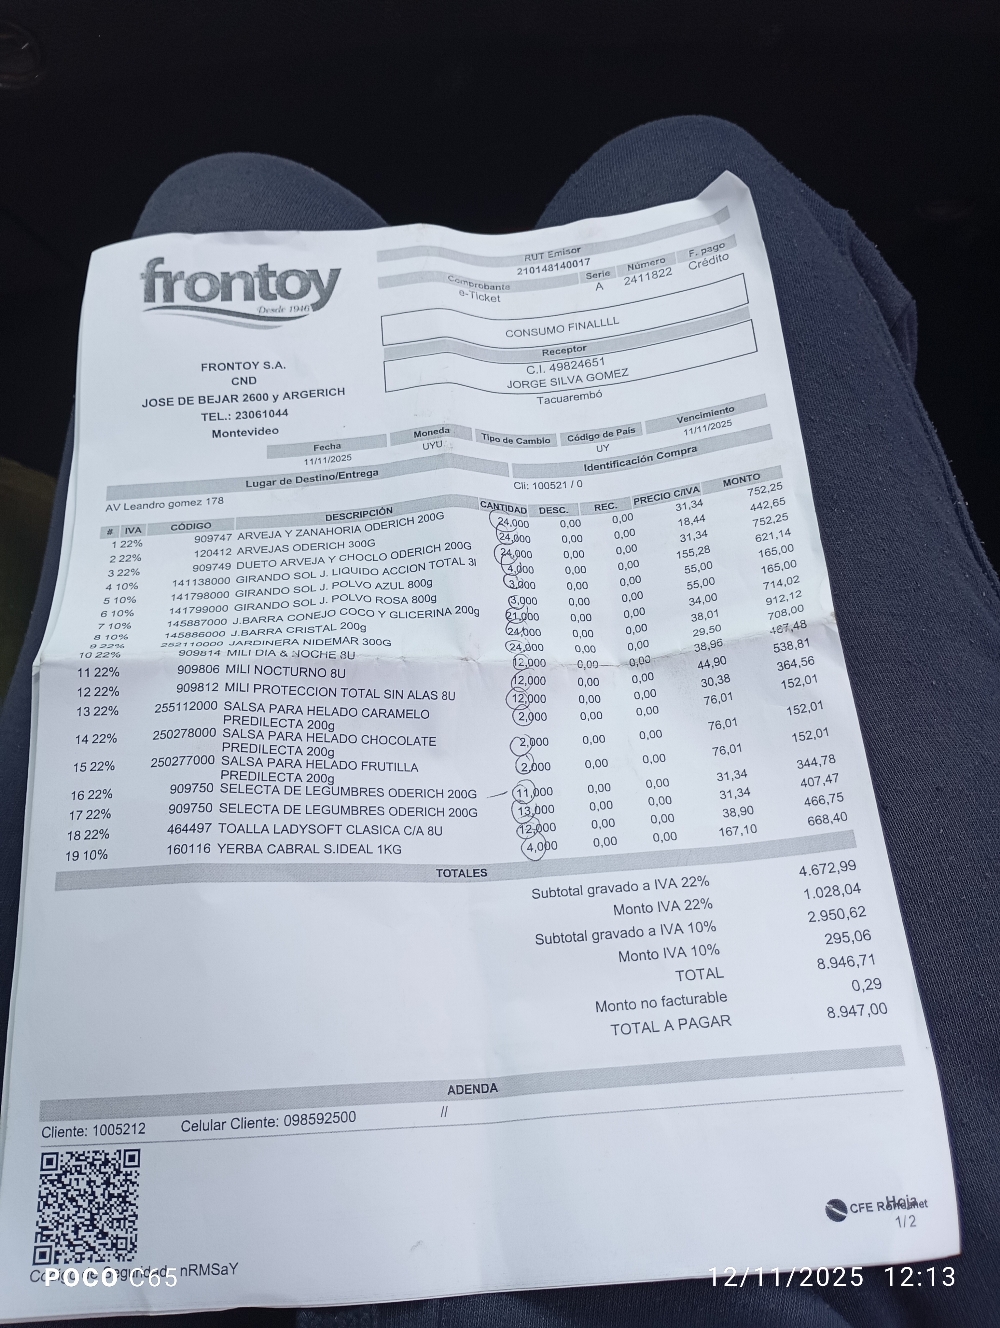 frontoy
Desde 1946
RUT Emisor
210148140017
Comprobante Serie Número F. pago
e-Ticket A 2411822 Crédito
CONSUMO FINALLLL
Receptor
C.I. 49824651
JORGE SILVA GOMEZ
Tacuarembó
FRONTOY S.A.
CND
JOSE DE BEJAR 2600 y ARGERICH
TEL.: 23061044
Montevideo
Fecha Moneda Tipo de Cambio Código de País Vencimiento
11/11/2025 UYU UY 11/11/2025
Lugar de Destino/Entrega Identificación Compra
AV Leandro gomez 178 Cli: 100521 / 0
# IVA CÓDIGO DESCRIPCIÓN CANTIDAD DESC. REC. PRECIO C/IVA MONTO
1 22% 909747 ARVEJA Y ZANAHORIA ODERICH 200G 24,000 0,00 0,00 31,34 752,25
2 22% 120412 ARVEJAS ODERICH 300G 24,000 0,00 0,00 18,44 442,65
3 22% 909749 DUETO ARVEJA Y CHOCLO ODERICH 200G 24,000 0,00 0,00 31,34 752,25
4 10% 141138000 GIRANDO SOL J. LIQUIDO ACCION TOTAL 3l 4,000 0,00 0,00 155,28 621,14
5 10% 141798000 GIRANDO SOL J. POLVO AZUL 800g 3,000 0,00 0,00 55,00 165,00
6 10% 141799000 GIRANDO SOL J. POLVO ROSA 800g 3,000 0,00 0,00 55,00 165,00
7 10% 145887000 J.BARRA CONEJO COCO Y GLICERINA 200g 21,000 0,00 0,00 34,00 714,02
8 10% 145886000 J.BARRA CRISTAL 200g 24,000 0,00 0,00 38,01 912,12
9 22% 252110000 JARDINERA NIDEMAR 300G 24,000 0,00 0,00 29,50 708,00
10 22% 909814 MILI DIA & NOCHE 8U 12,000 0,00 0,00 38,96 467,48
11 22% 909806 MILI NOCTURNO 8U 12,000 0,00 0,00 44,90 538,81
12 22% 909812 MILI PROTECCION TOTAL SIN ALAS 8U 12,000 0,00 0,00 30,38 364,56
13 22% 255112000 SALSA PARA HELADO CARAMELO 2,000 0,00 0,00 76,01 152,01
PREDILECTA 200g
14 22% 250278000 SALSA PARA HELADO CHOCOLATE 2,000 0,00 0,00 76,01 152,01
PREDILECTA 200g
15 22% 250277000 SALSA PARA HELADO FRUTILLA 2,000 0,00 0,00 76,01 152,01
PREDILECTA 200g
16 22% 909750 SELECTA DE LEGUMBRES ODERICH 200G 11,000 0,00 0,00 31,34 344,78
17 22% 909750 SELECTA DE LEGUMBRES ODERICH 200G 13,000 0,00 0,00 31,34 407,47
18 22% 464497 TOALLA LADYSOFT CLASICA C/A 8U 12,000 0,00 0,00 38,90 466,75
19 10% 160116 YERBA CABRAL S.IDEAL 1KG 4,000 0,00 0,00 167,10 668,40
TOTALES
Subtotal gravado a IVA 22% 4.672,99
Monto IVA 22% 1.028,04
Subtotal gravado a IVA 10% 2.950,62
Monto IVA 10% 295,06
TOTAL 8.946,71
Monto no facturable 0,29
TOTAL A PAGAR 8.947,00
ADENDA
Cliente: 1005212 Celular Cliente: 098592500 //
CFE Hoja
1/2
nRMSaY
POCO C65
12/11/2025 12:13